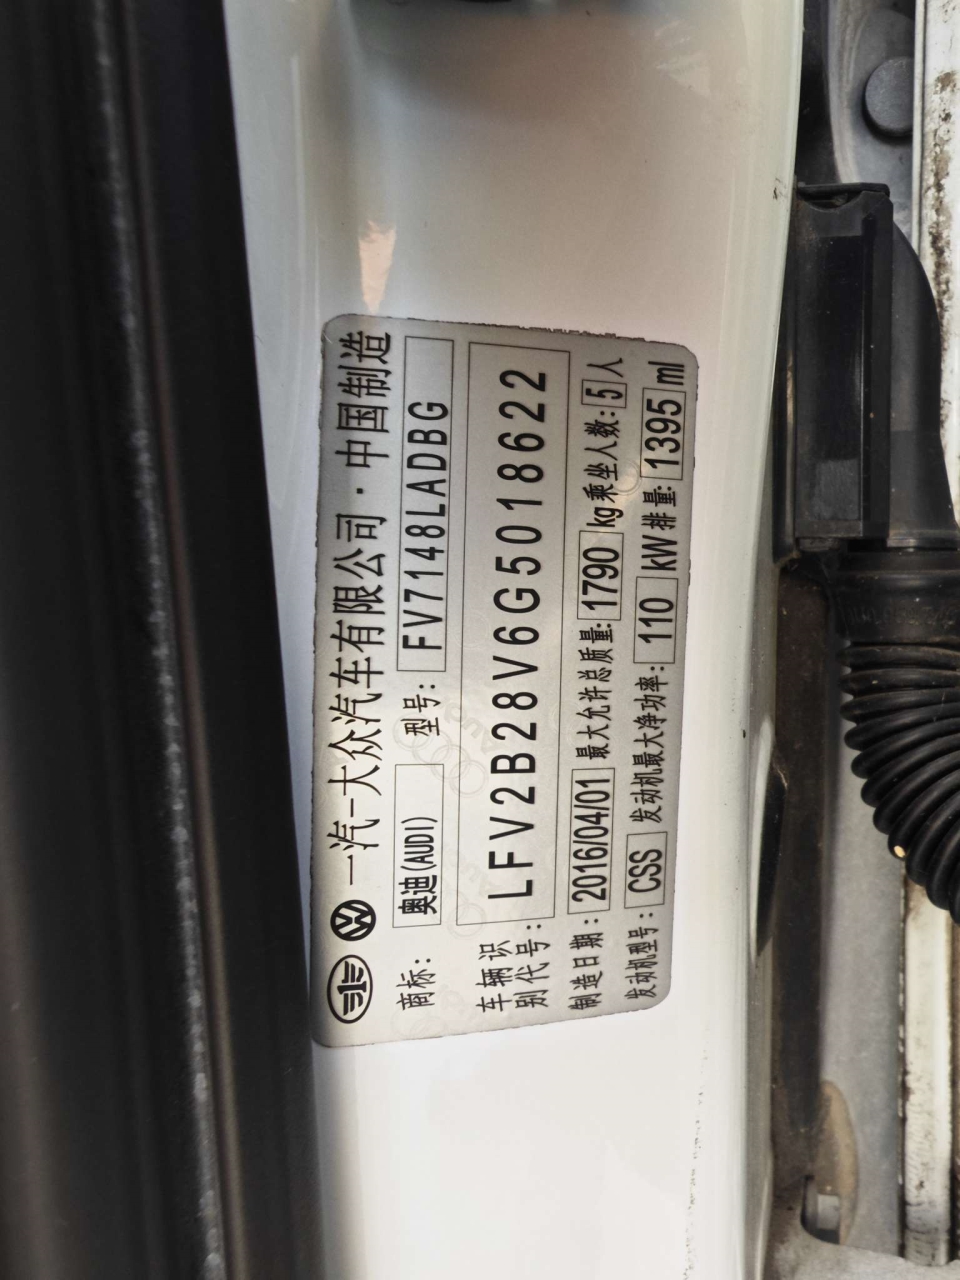 一汽-大众汽车有限公司·中国制造
商标: 奥迪(AUDI) 型号: FV7148LADBG
车辆识别代号: LFV2B28V6G5018622
制造日期: 2016/04/01 最大允许总质量: 1790 kg 乘坐人数: 5 人
发动机型号: CSS 发动机最大净功率: 110 kW 排量: 1395 ml